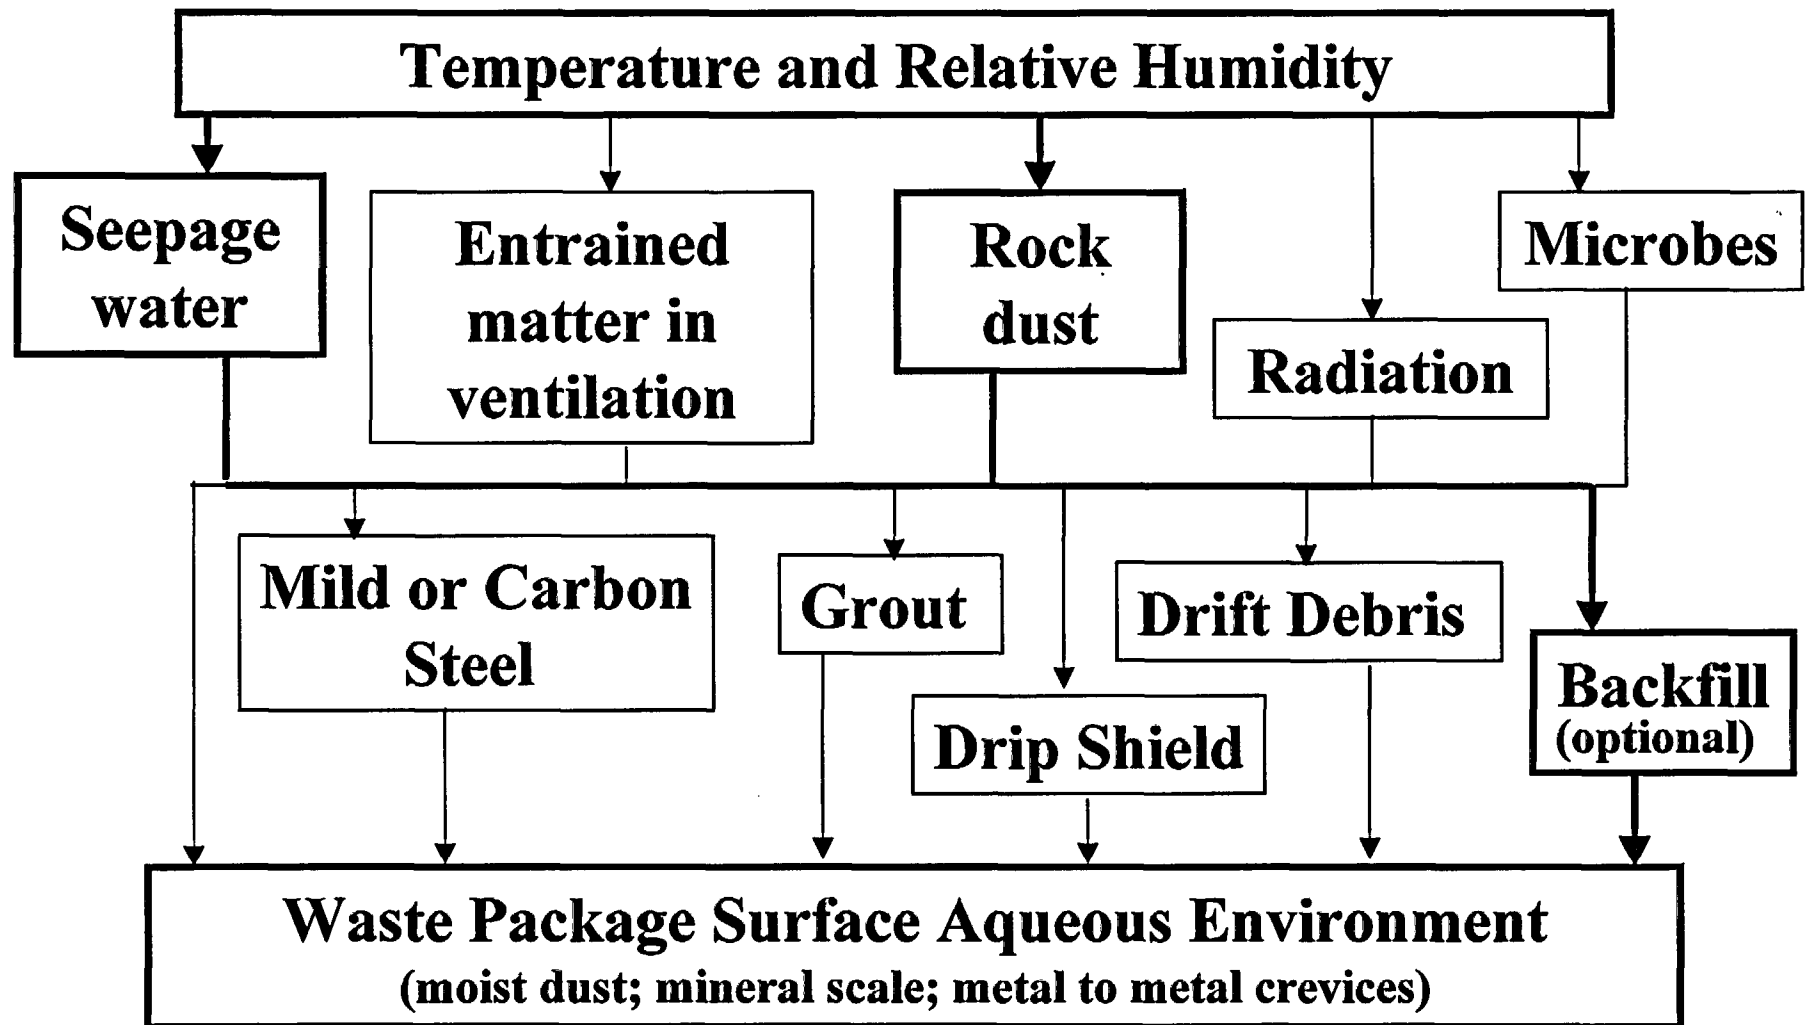 Temperature and Relative Humidity
Seepage
water
Entrained
matter in
ventilation
Rock
dust
Radiation
Microbes
Mild or Carbon
Steel
Grout
Drip Shield
Drift Debris
Backfill
(optional)
Waste Package Surface Aqueous Environment
(moist dust; mineral scale; metal to metal crevices)